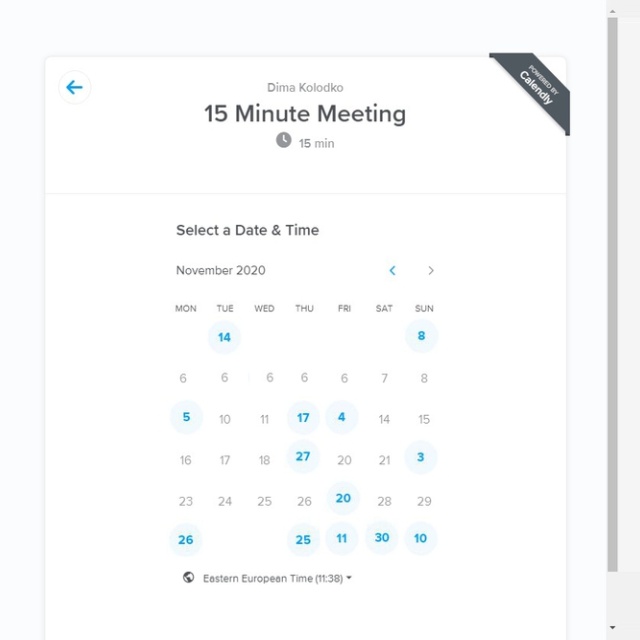 Dima Kolodko
POWERED BY
Calendly
15 Minute Meeting
15 min
Select a Date & Time
November 2020
MON TUE WED THU FRI SAT SUN
14 8
6 6 6 6 6 7 8
5 10 11 17 4 14 15
16 17 18 27 20 21 3
23 24 25 26 20 28 29
26 25 11 30 10
Eastern European Time (11:38)